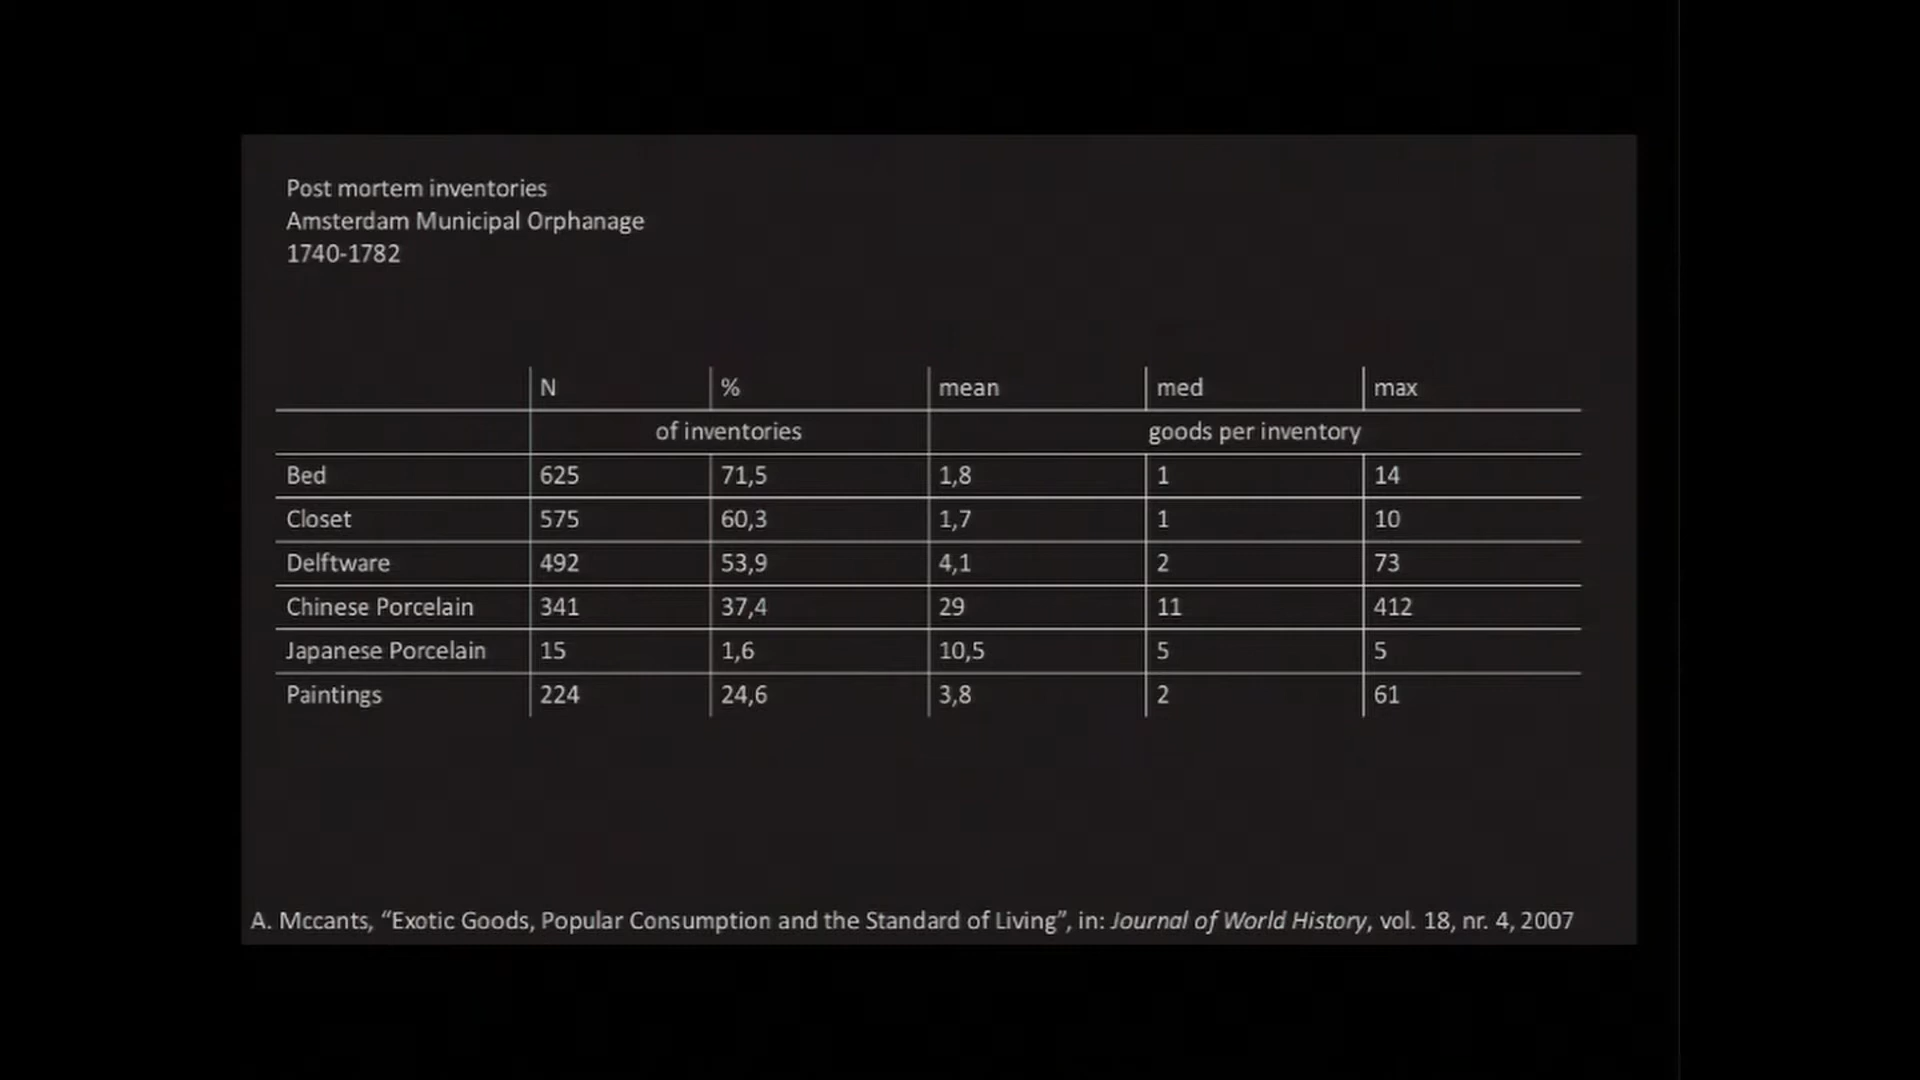 Post mortem inventories
Amsterdam Municipal Orphanage
1740-1782
N % mean med max
of inventories goods per inventory
Bed 625 71,5 1,8 1 14
Closet 575 60,3 1,7 1 10
Delftware 492 53,9 4,1 2 73
Chinese Porcelain 341 37,4 29 11 412
Japanese Porcelain 15 1,6 10,5 5 5
Paintings 224 24,6 3,8 2 61
A. Mccants, “Exotic Goods, Popular Consumption and the Standard of Living”, in: Journal of World History, vol. 18, nr. 4, 2007